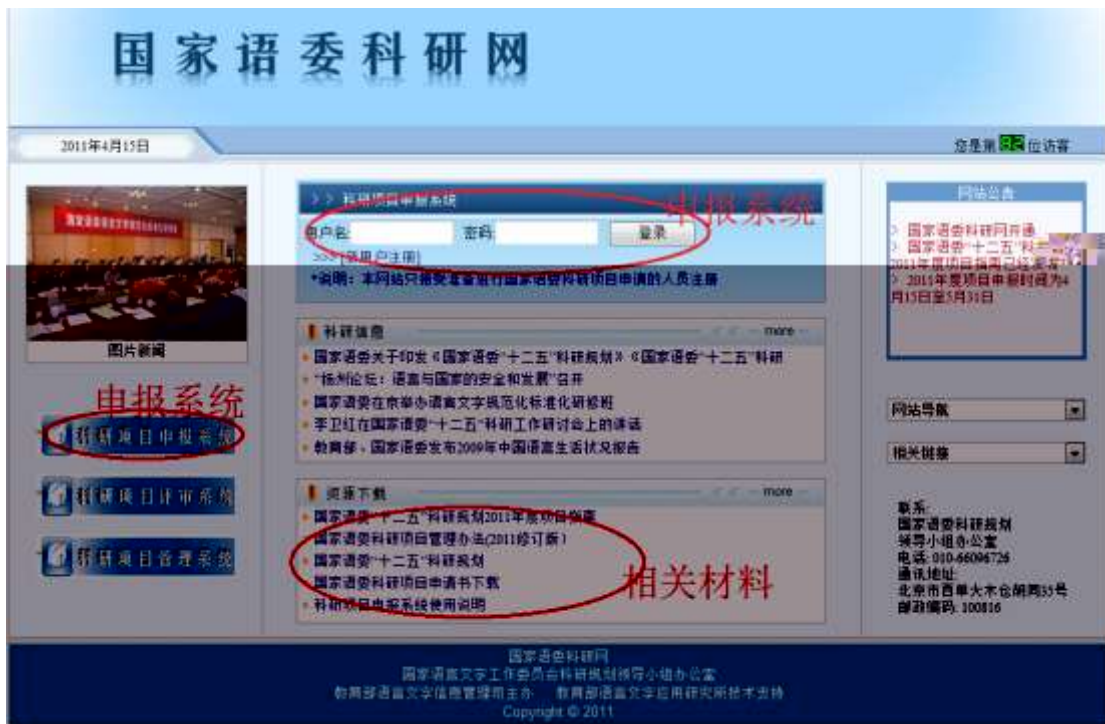 国家语委科研网
2011年4月15日
您是第 82 位访客
>> 科研项目申报系统
申报系统
用户名:
密码:
登录
>>> [新用户注册]
*说明:本网站只接受准备进行国家语委科研项目申请的人员注册
图片新闻
申报系统
科研项目申报系统
科研项目评审系统
科研项目管理系统
科研信息
more
国家语委关于印发《国家语委“十二五”科研规划》《国家语委“十二五”科研
“扬州论坛:语言与国家的安全和发展”召开
国家语委在京举办语言文字规范化标准化研修班
李卫红在国家语委“十二五”科研工作研讨会上的讲话
教育部、国家语委发布2009年中国语言生活状况报告
资源下载
more
国家语委“十二五”科研规划2011年度项目指南
国家语委科研项目管理办法(2011修订版)
国家语委“十二五”科研规划
国家语委科研项目申请书下载
科研项目申报系统使用说明
相关材料
网站公告
> 国家语委科研网开通
> 国家语委“十二五”科
2011年度项目指南已经发布
> 2011年度项目申报时间为4
月15日至5月31日
网站导航
相关链接
联系:
国家语委科研规划
领导小组办公室
电话: 010-66096726
通讯地址:
北京市西单大木仓胡同35号
邮政编码: 100816
国家语委科研网
国家语言文字工作委员会科研规划领导小组办公室
教育部语言文字信息管理司主办 教育部语言文字应用研究所技术支持
Copyright © 2011